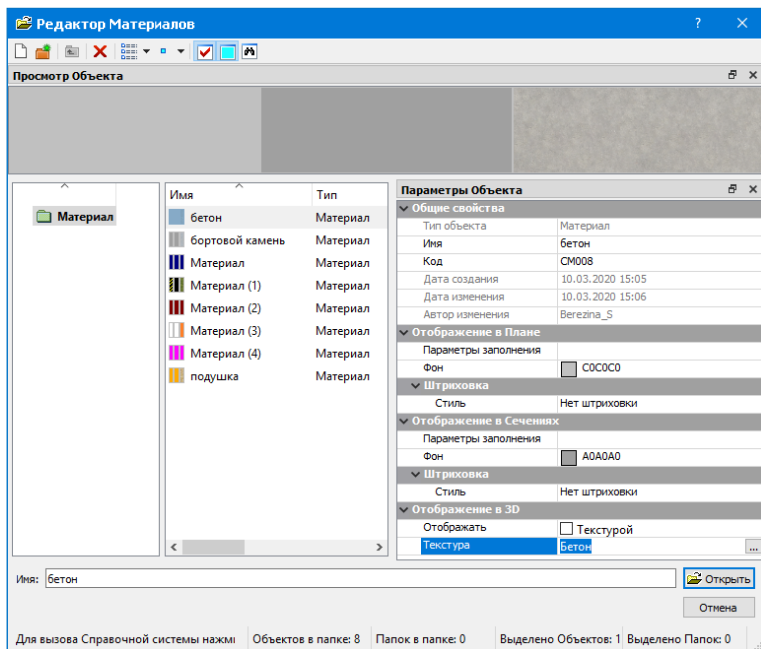 Редактор Материалов
Просмотр Объекта
Материал
Имя Тип
бетон Материал
бортовой камень Материал
Материал Материал
Материал (1) Материал
Материал (2) Материал
Материал (3) Материал
Материал (4) Материал
подушка Материал
Параметры Объекта
Общие свойства
Тип объекта Материал
Имя бетон
Код CM008
Дата создания 10.03.2020 15:05
Дата изменения 10.03.2020 15:06
Автор изменения Berezina_S
Отображение в Плане
Параметры заполнения
Фон C0C0C0
Штриховка
Стиль Нет штриховки
Отображение в Сечениях
Параметры заполнения
Фон A0A0A0
Штриховка
Стиль Нет штриховки
Отображение в 3D
Отображать Текстурой
Текстура Бетон ...
Имя: бетон Открыть
Отмена
Для вызова Справочной системы нажми Объектов в папке: 8 Папок в папке: 0 Выделено Объектов: 1 Выделено Папок: 0